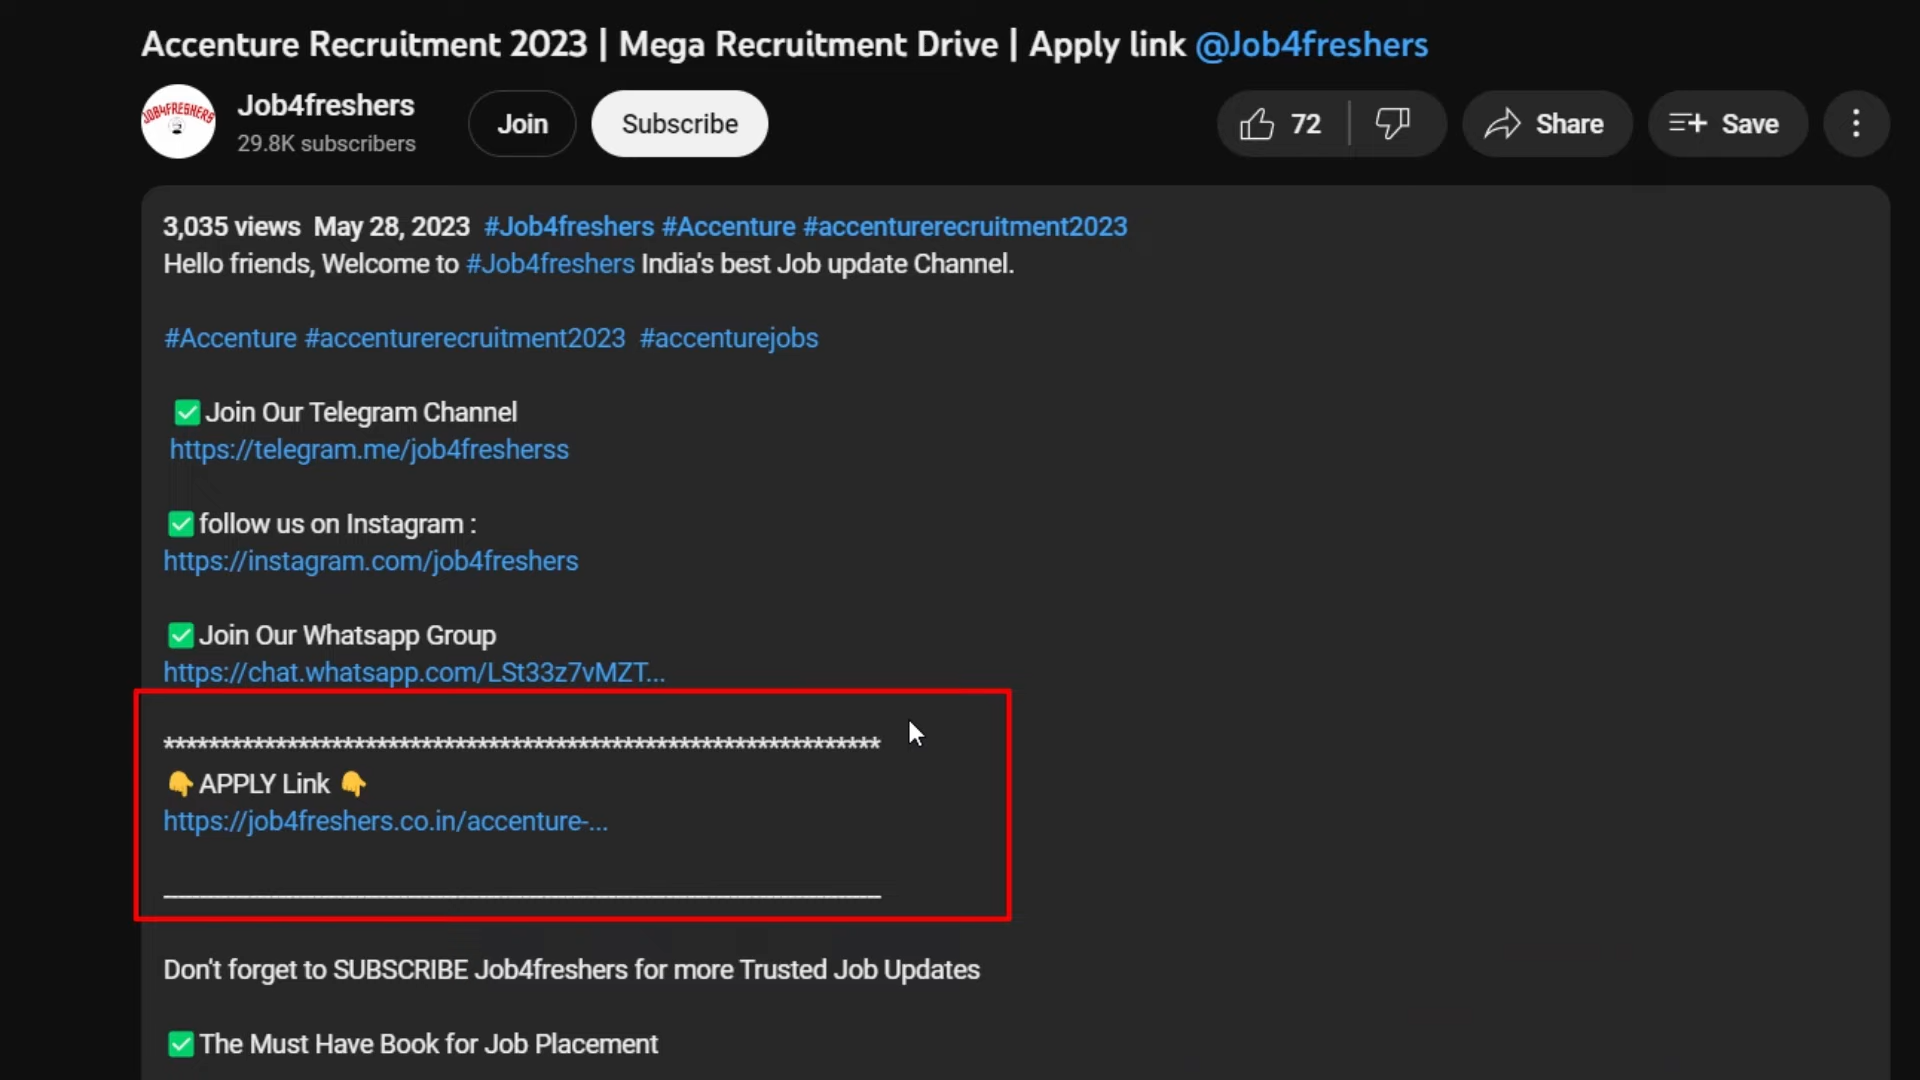 Accenture Recruitment 2023 | Mega Recruitment Drive | Apply link @Job4freshers
JOB4FRESHERS
Job4freshers
29.8K subscribers
Join
Subscribe
72
Share
Save
3,035 views May 28, 2023 #Job4freshers #Accenture #accenturerecruitment2023
Hello friends, Welcome to #Job4freshers India's best Job update Channel.
#Accenture #accenturerecruitment2023 #accenturejobs
✅Join Our Telegram Channel
https://telegram.me/job4fresherss
✅follow us on Instagram :
https://instagram.com/job4freshers
✅Join Our Whatsapp Group
https://chat.whatsapp.com/LSt33z7vMZT...
****************************************************************
👇APPLY Link 👇
https://job4freshers.co.in/accenture-...
Don't forget to SUBSCRIBE Job4freshers for more Trusted Job Updates
✅The Must Have Book for Job Placement